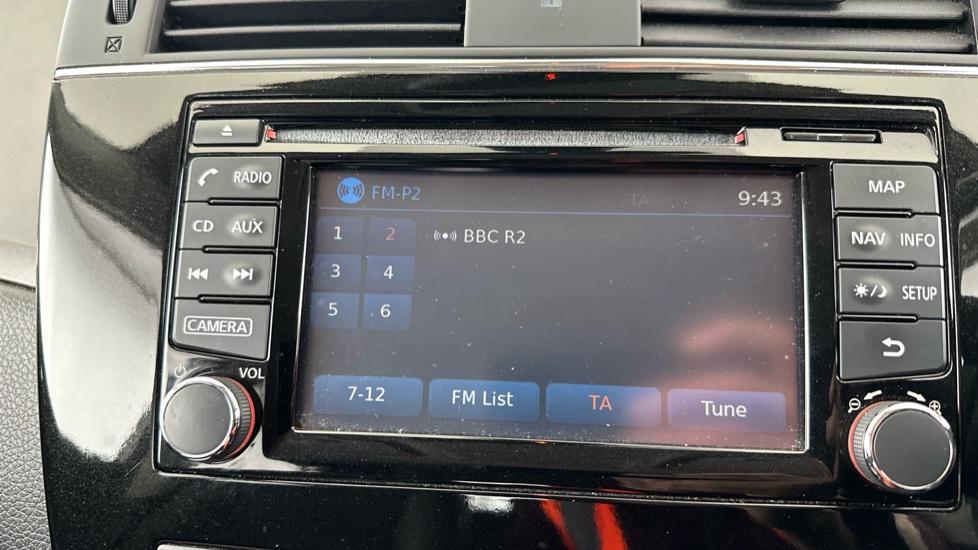 RADIO
CD AUX
CAMERA
VOL
FM-P2
TA
9:43
1 2
BBC R2
3 4
5 6
7-12
FM List
TA
Tune
MAP
NAV INFO
SETUP